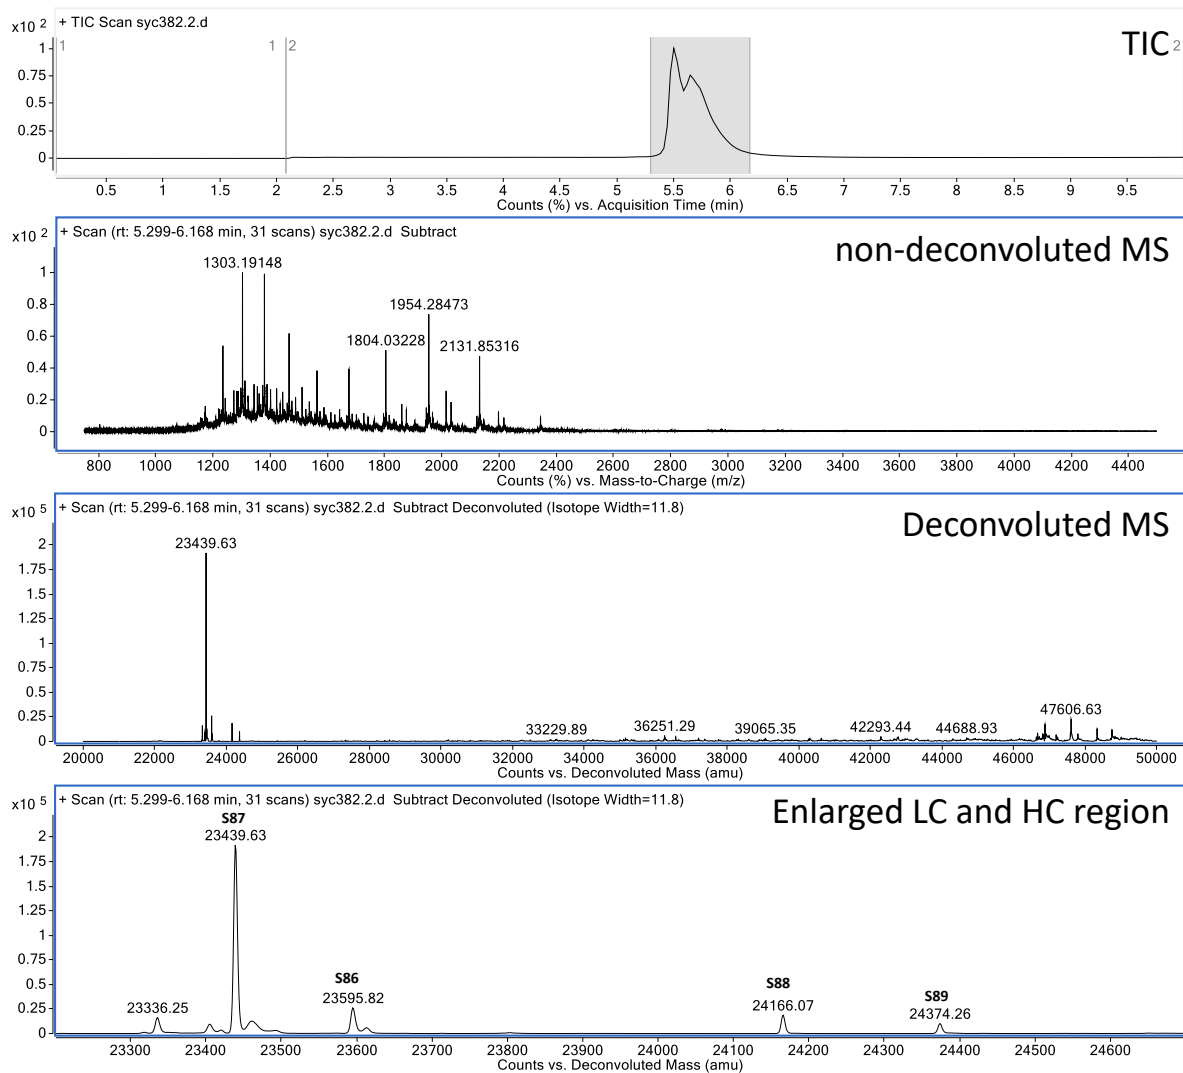 x10 2
+ TIC Scan syc382.2.d
TIC
1 1 2 2
1
0.75
0.5
0.25
0
0.5 1 1.5 2 2.5 3 3.5 4 4.5 5 5.5 6 6.5 7 7.5 8 8.5 9 9.5
Counts (%) vs. Acquisition Time (min)
x10 2
+ Scan (rt: 5.299-6.168 min, 31 scans) syc382.2.d Subtract
non-deconvoluted MS
1303.19148
1954.28473
1804.03228
2131.85316
1
0.8
0.6
0.4
0.2
0
800 1000 1200 1400 1600 1800 2000 2200 2400 2600 2800 3000 3200 3400 3600 3800 4000 4200 4400
Counts (%) vs. Mass-to-Charge (m/z)
x10 5
+ Scan (rt: 5.299-6.168 min, 31 scans) syc382.2.d Subtract Deconvoluted (Isotope Width=11.8)
Deconvoluted MS
23439.63
33229.89
36251.29
39065.35
42293.44
44688.93
47606.63
2
1.75
1.5
1.25
1
0.75
0.5
0.25
0
20000 22000 24000 26000 28000 30000 32000 34000 36000 38000 40000 42000 44000 46000 48000 50000
Counts vs. Deconvoluted Mass (amu)
x10 5
+ Scan (rt: 5.299-6.168 min, 31 scans) syc382.2.d Subtract Deconvoluted (Isotope Width=11.8)
Enlarged LC and HC region
S87
23439.63
S86
23595.82
23336.25
S88
24166.07
S89
24374.26
2
1.75
1.5
1.25
1
0.75
0.5
0.25
0
23300 23400 23500 23600 23700 23800 23900 24000 24100 24200 24300 24400 24500 24600
Counts vs. Deconvoluted Mass (amu)